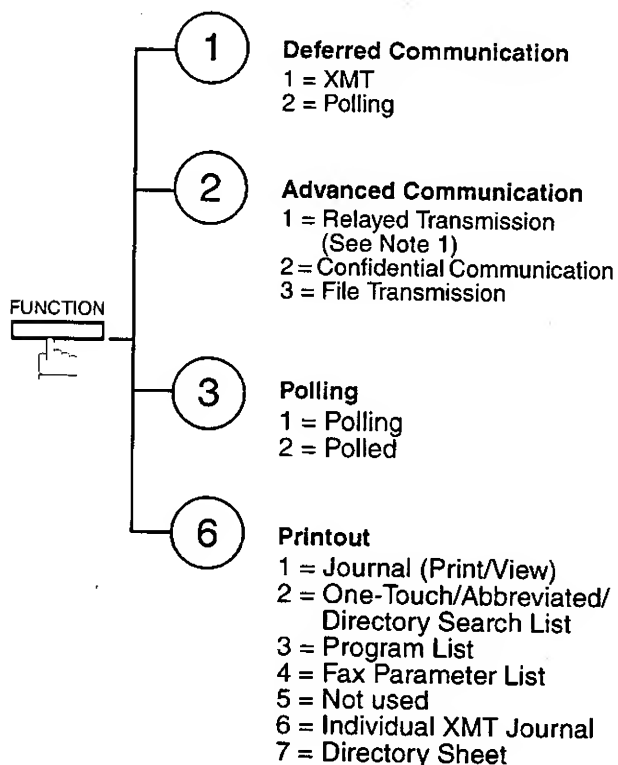 1
Deferred Communication
1 = XMT
2 = Polling
2
Advanced Communication
1 = Relayed Transmission
(See Note 1)
2 = Confidential Communication
3 = File Transmission
FUNCTION
3
Polling
1 = Polling
2 = Polled
6
Printout
1 = Journal (Print/View)
2 = One-Touch/Abbreviated/
Directory Search List
3 = Program List
4 = Fax Parameter List
5 = Not used
6 = Individual XMT Journal
7 = Directory Sheet